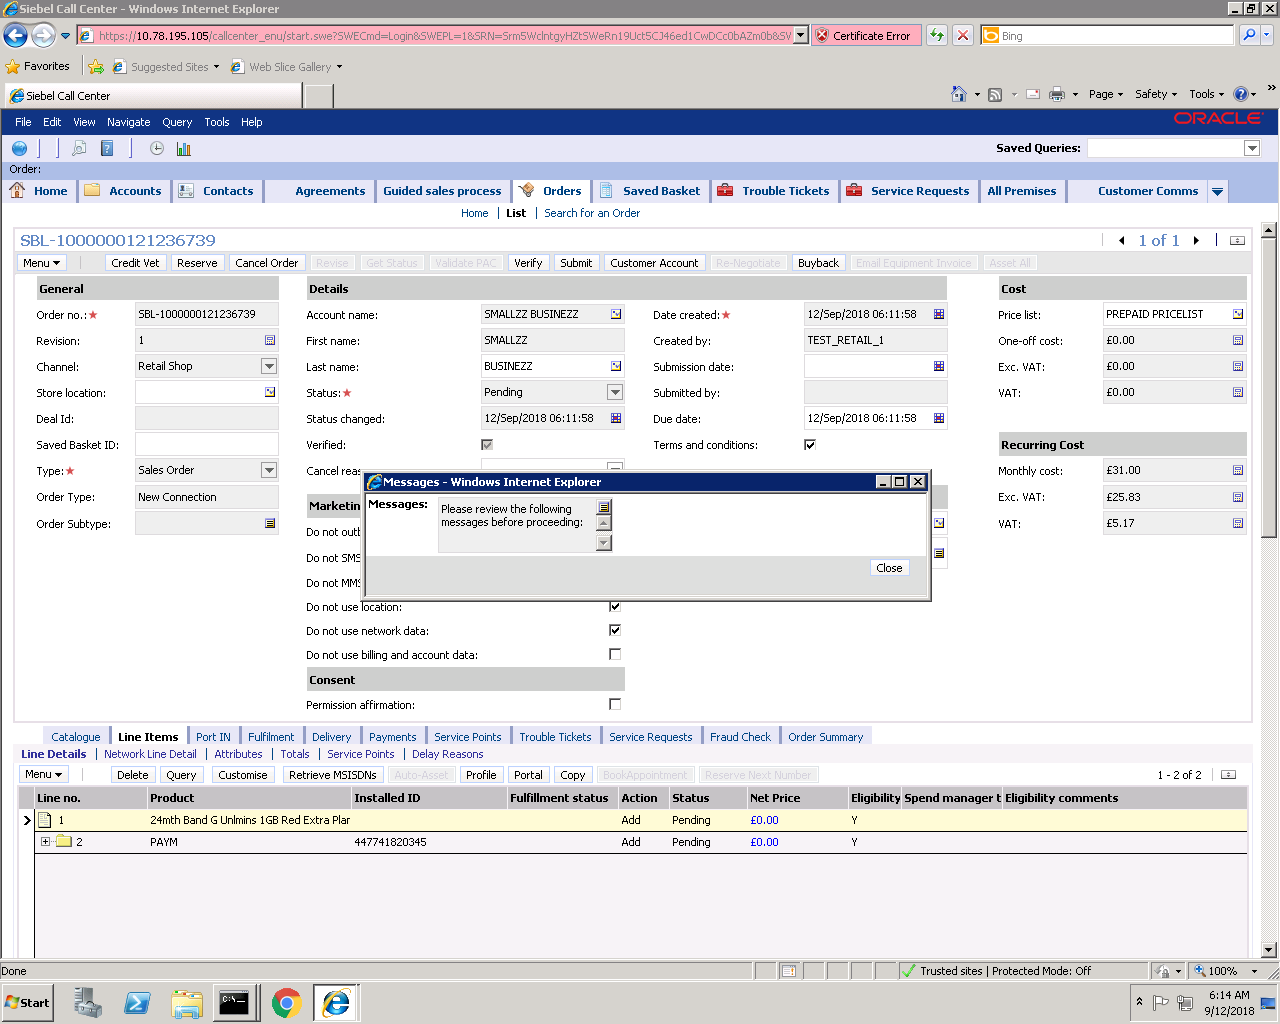 Siebel Call Center - Windows Internet Explorer
https://10.78.195.105/callcenter_enu/start.swe?SWECmd=Login&SWEPL=1&SRN=
Certificate Error
Bing
Favorites
Suggested Sites
Web Slice Gallery
Siebel Call Center
Page
Safety
Tools
File Edit View Navigate Query Tools Help
ORACLE
Saved Queries:
Order:
Home Accounts Contacts Agreements Guided sales process Orders Saved Basket Trouble Tickets Service Requests All Premises Customer Comms
Home | List | Search for an Order
SBL-1000000121236739
1 of 1
Menu Credit Vet Reserve Cancel Order Revise Get Status Validate PAC Verify Submit Customer Account Re-Negotiate Buyback Email Equipment Invoice Asset All
General Details Cost
Order no.:★ SBL-1000000121236739 Account name: SMALLZZ BUSINEZZ Date created:★ 12/Sep/2018 06:11:58 Price list: PREPAID PRICELIST
Revision: 1 First name: SMALLZZ Created by: TEST_RETAIL_1 One-off cost: £0.00
Channel: Retail Shop Last name: BUSINEZZ Submission date: Exc. VAT: £0.00
Store location: Status:★ Pending Submitted by: VAT: £0.00
Deal Id: Status changed: 12/Sep/2018 06:11:58 Due date: 12/Sep/2018 06:11:58
Saved Basket ID: Verified: Terms and conditions: Recurring Cost
Type:★ Sales Order Cancel reas Monthly cost: £31.00
Order Type: New Connection Marketin Exc. VAT: £25.83
Order Subtype: Do not outb VAT: £5.17
Do not SMS
Do not MMS
Messages - Windows Internet Explorer
Messages: Please review the following
messages before proceeding:
Close
Do not use location:
Do not use network data:
Do not use billing and account data:
Consent
Permission affirmation:
Catalogue Line Items Port IN Fulfilment Delivery Payments Service Points Trouble Tickets Service Requests Fraud Check Order Summary
Line Details | Network Line Detail | Attributes | Totals | Service Points | Delay Reasons
Menu Delete Query Customise Retrieve MSISDNs Auto-Asset Profile Portal Copy BookAppointment Reserve Next Number 1 - 2 of 2
Line no. Product Installed ID Fulfillment status Action Status Net Price Eligibility Spend manager t Eligibility comments
1 24mth Band G Unlmins 1GB Red Extra Plar Add Pending £0.00 Y
2 PAYM 447741820345 Add Pending £0.00 Y
Done
Trusted sites | Protected Mode: Off
100%
Start
6:14 AM
9/12/2018